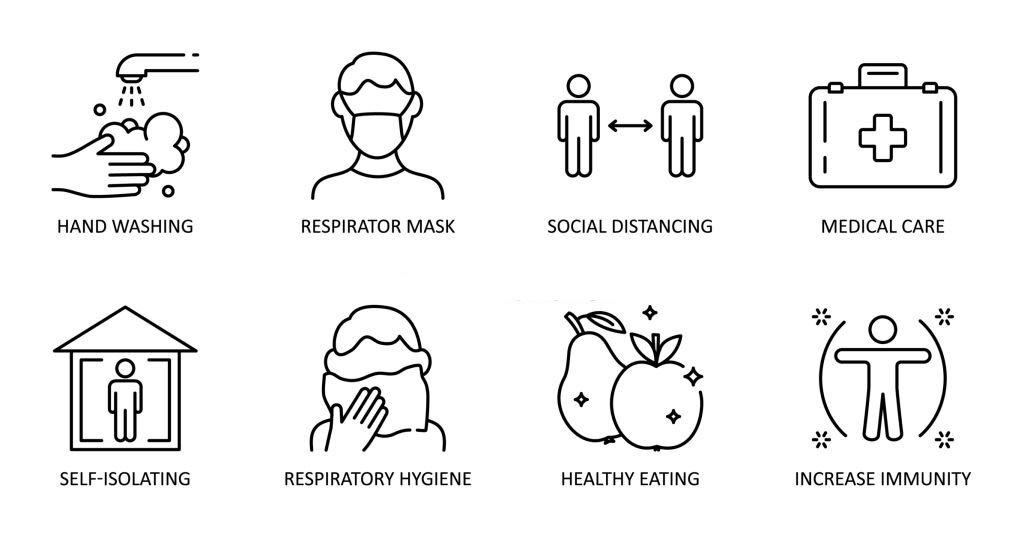 HAND WASHING
RESPIRATOR MASK
SOCIAL DISTANCING
MEDICAL CARE
SELF-ISOLATING
RESPIRATORY HYGIENE
HEALTHY EATING
INCREASE IMMUNITY